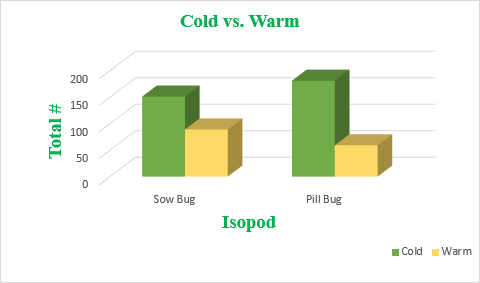 Cold vs. Warm
Total #
200
150
100
50
0
Sow Bug Pill Bug
Isopod
Cold Warm